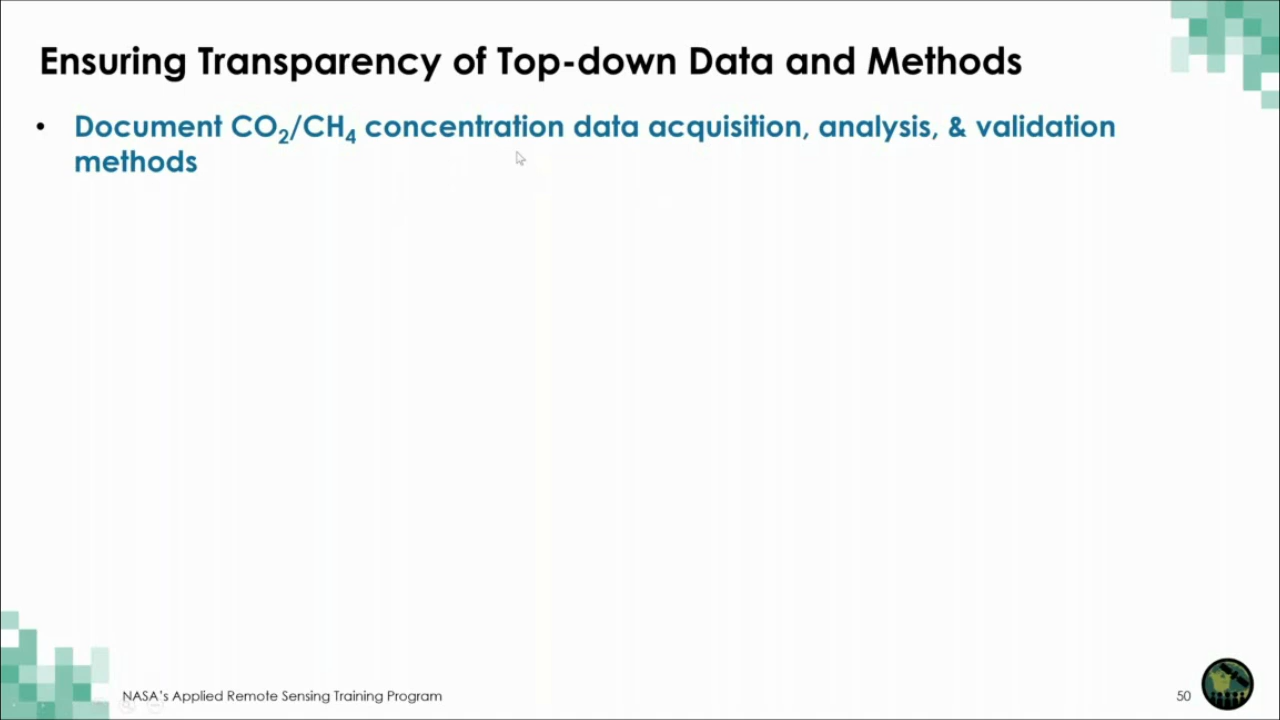 Ensuring Transparency of Top-down Data and Methods
• Document CO₂/CH₄ concentration data acquisition, analysis, & validation
methods
NASA's Applied Remote Sensing Training Program
50